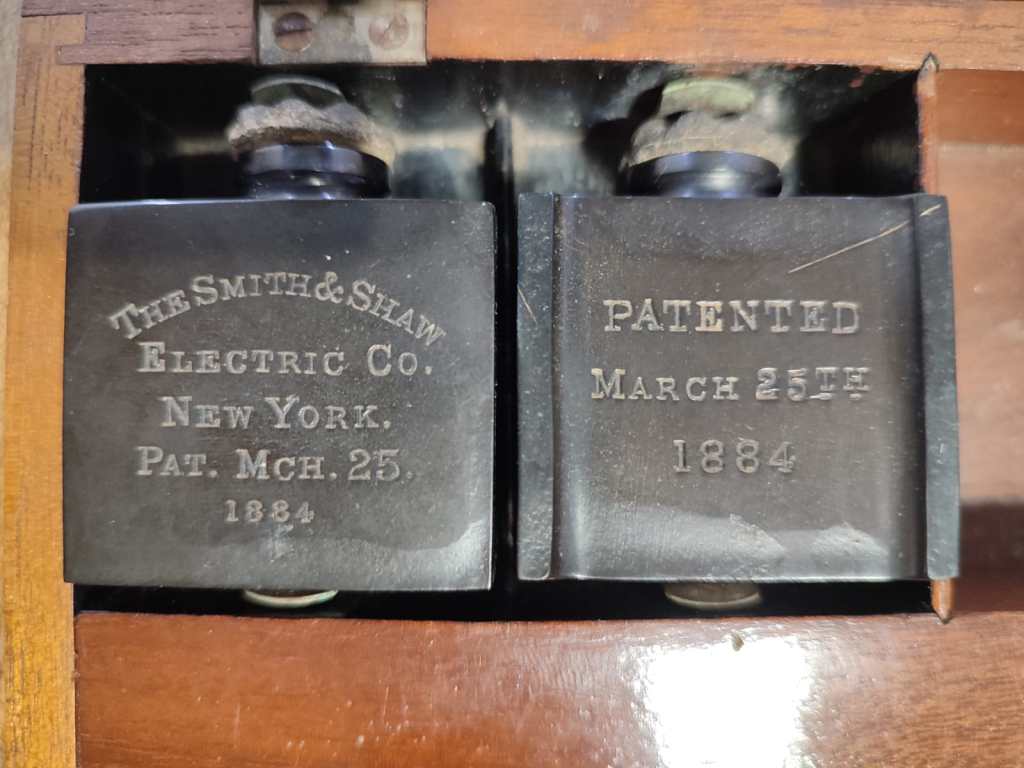 THE SMITH & SHAW
ELECTRIC CO.
NEW YORK.
PAT. MCH. 25.
1884
PATENTED
MARCH 25TH
1884